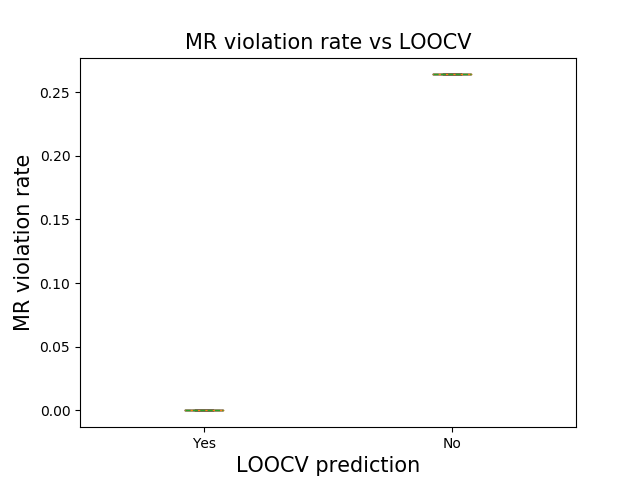 MR violation rate vs LOOCV
MR violation rate
0.25
0.20
0.15
0.10
0.05
0.00
Yes
No
LOOCV prediction